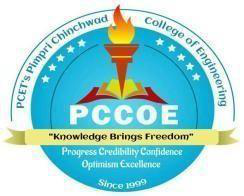 PCET's Pimpri Chinchwad
College of Engineering
PCCOE
"Knowledge Brings Freedom"
Progress Credibility Confidence
Optimism Excellence
Since 1999